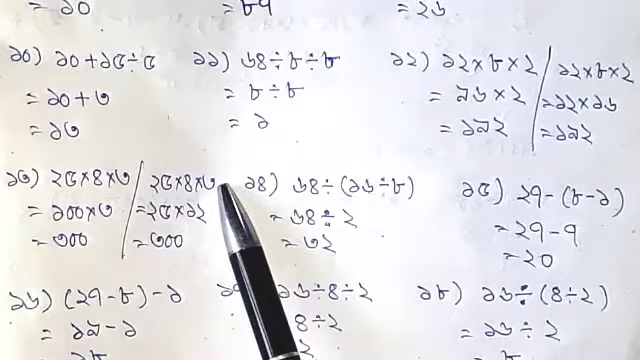 = ১০
= ৮৭
= ২৬
১০) ১০ + ১৫ ÷ ৫
= ১০ + ৩
= ১৩
১১) ৬৪ ÷ ৮ ÷ ৮
= ৮ ÷ ৮
= ১
১২) ১২ × ৮ × ২ / ১২ × ৮ × ২
= ৯৬ × ২ / = ১২ × ১৬
= ১৯২ / = ১৯২
১৩) ২৫ × ৪ × ৩ / ২৫ × ৪ × ৩
= ১০০ × ৩ / = ২৫ × ১২
= ৩০০ / = ৩০০
১৪) ৬৪ ÷ (১৬ ÷ ৮)
= ৬৪ ÷ ২
= ৩২
১৫) ২৭ - (৮ - ১)
= ২৭ - ৭
= ২০
১৬) (২৭ - ৮) - ১
= ১৯ - ১
১৬ ÷ ৪ ÷ ২
৪ ÷ ২
১৮) ১৬ ÷ (৪ ÷ ২)
= ১৬ ÷ ২